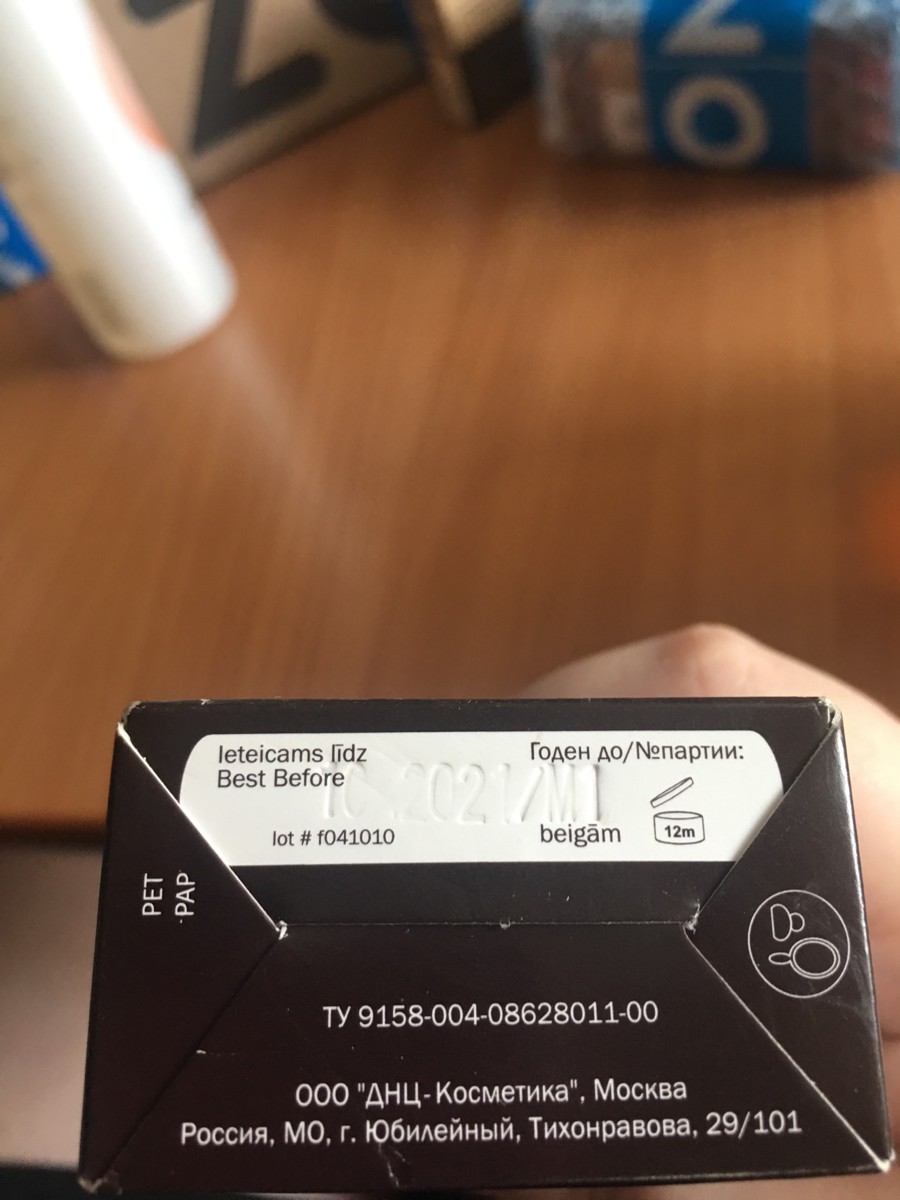 ZO
Ieteicams līdz
Годен до/№партии:
Best Before
.2021/M1
lot # f041010
beigām
12m
PET
PAP
ТУ 9158-004-08628011-00
ООО "ДНЦ-Косметика", Москва
Россия, МО, г. Юбилейный, Тихонравова, 29/101